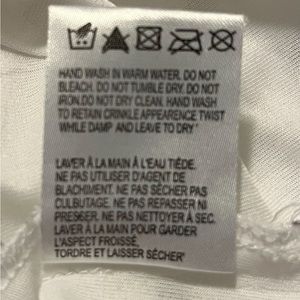 HAND WASH IN WARM WATER. DO NOT
BLEACH. DO NOT TUMBLE DRY. DO NOT
IRON.DO NOT DRY CLEAN. HAND WASH
TO RETAIN CRINKLE APPEARENCE TWIST
WHILE DAMP AND LEAVE TO DRY
LAVER À LA MAIN À L'EAU TIÈDE.
NE PAS UTILISER D'AGENT DE
BLACHIMENT. NE PAS SÉCHER PAS
CULBUTAGE. NE PAS REPASSER NI
PRESSER. NE PAS NETTOYER À SEC.
LAVER À LA MAIN POUR GARDER
L'ASPECT FROISSÉ,
TORDRE ET LAISSER SÉCHER'